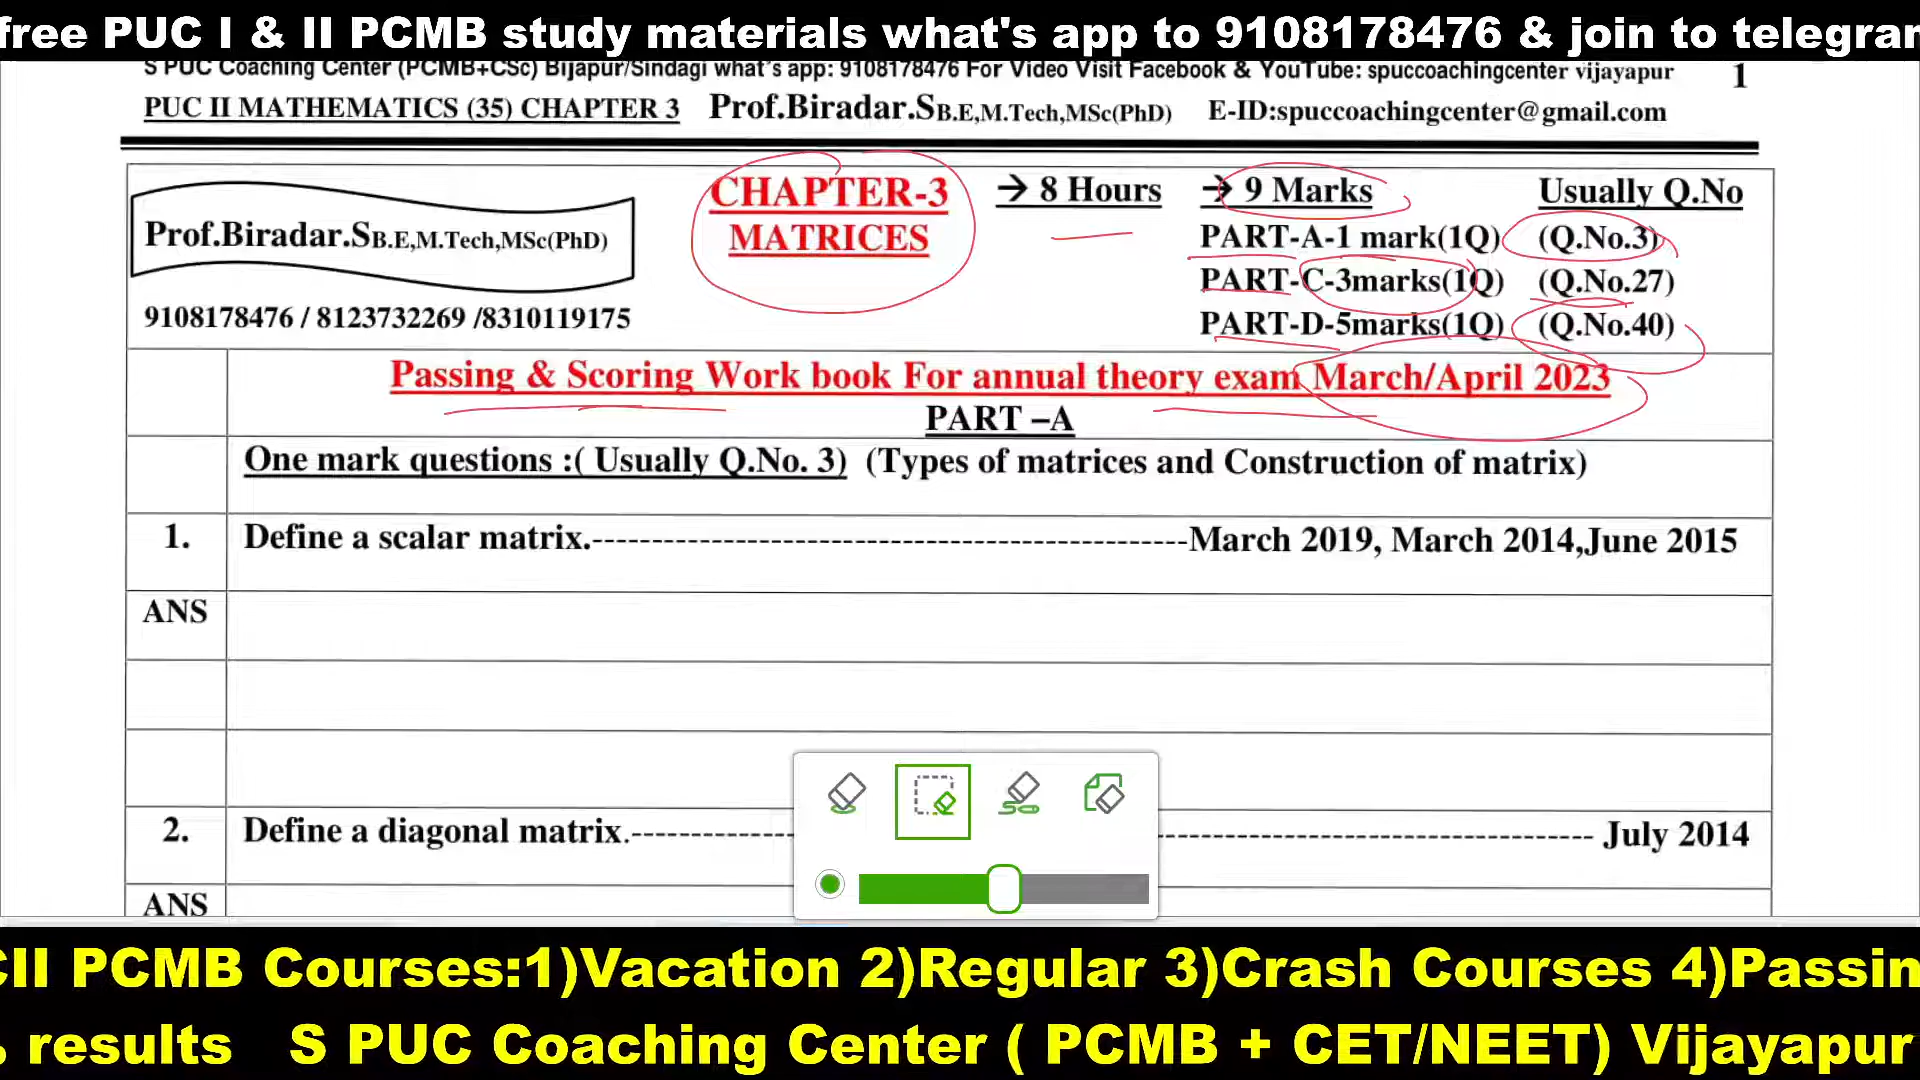 free PUC I & II PCMB study materials what's app to 9108178476 & join to telegram
S PUC Coaching Center (PCMB+CSc) Bijapur/Sindagi what's app: 9108178476 For Video Visit Facebook & YouTube: spuccoachingcenter vijayapur 1
PUC II MATHEMATICS (35) CHAPTER 3 Prof.Biradar.SB.E,M.Tech,MSc(PhD) E-ID:spuccoachingcenter@gmail.com
CHAPTER-3 → 8 Hours → 9 Marks Usually Q.No
Prof.Biradar.SB.E,M.Tech,MSc(PhD) MATRICES PART-A-1 mark(1Q) (Q.No.3)
PART-C-3marks(1Q) (Q.No.27)
9108178476 / 8123732269 /8310119175 PART-D-5marks(1Q) (Q.No.40)
Passing & Scoring Work book For annual theory exam March/April 2023
PART –A
One mark questions :( Usually Q.No. 3) (Types of matrices and Construction of matrix)
1. Define a scalar matrix.-------------------------------------------------March 2019, March 2014,June 2015
ANS
2. Define a diagonal matrix.-------------- ------------------------------------ July 2014
ANS
CII PCMB Courses:1)Vacation 2)Regular 3)Crash Courses 4)Passin
results S PUC Coaching Center ( PCMB + CET/NEET) Vijayapur